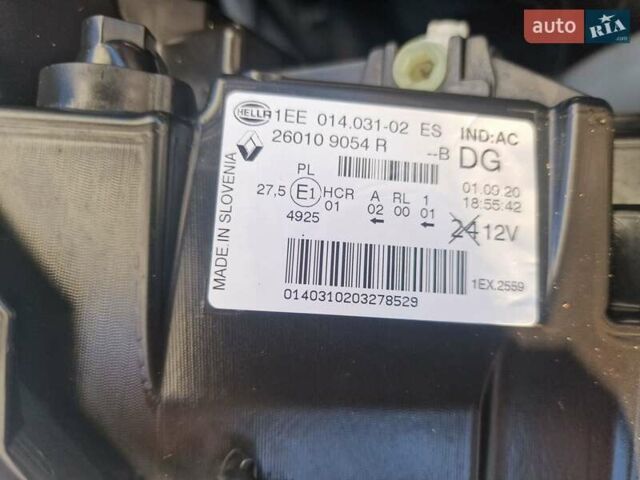 auto RIA.com
HELLA 1EE 014.031-02 ES IND:AC
26010 9054 R --B DG
PL
27,5 E1 HCR A RL 1
01 02 00 01
4925
01.09.20
18:55:42
24 12V
MADE.IN SLOVENIA
1EX.2559
0140310203278529